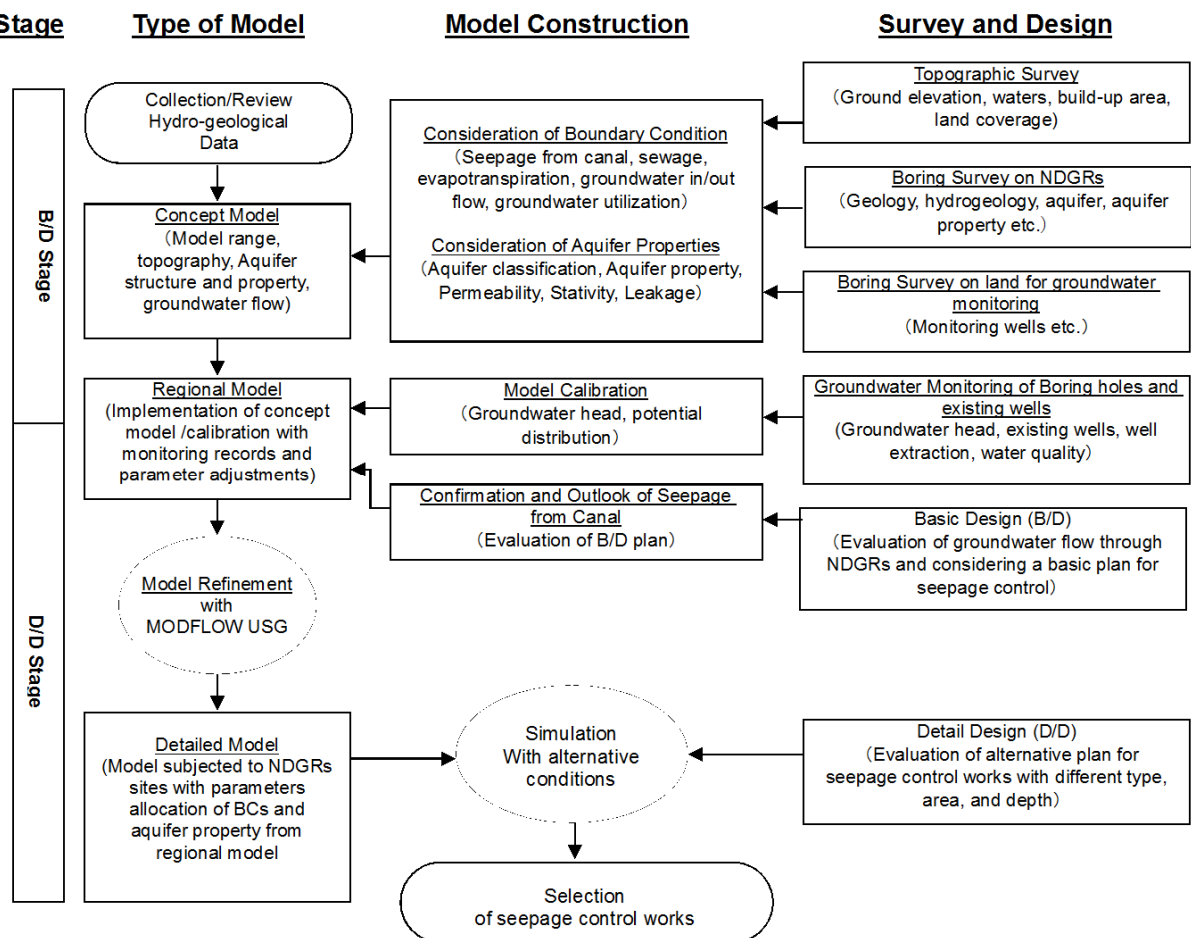 Stage
Type of Model
Model Construction
Survey and Design
B/D Stage
D/D Stage
Collection/Review
Hydro-geological
Data
Concept Model
(Model range,
topography, Aquifer
structure and property,
groundwater flow)
Regional Model
(Implementation of concept
model /calibration with
monitoring records and
parameter adjustments)
Model Refinement
with
MODFLOW USG
Detailed Model
(Model subjected to NDGRs
sites with parameters
allocation of BCs and
aquifer property from
regional model
Consideration of Boundary Condition
(Seepage from canal, sewage,
evapotranspiration, groundwater in/out
flow, groundwater utilization)
Consideration of Aquifer Properties
(Aquifer classification, Aquifer property,
Permeability, Stativity, Leakage)
Model Calibration
(Groundwater head, potential
distribution)
Confirmation and Outlook of Seepage
from Canal
(Evaluation of B/D plan)
Simulation
With alternative
conditions
Selection
of seepage control works
Topographic Survey
(Ground elevation, waters, build-up area,
land coverage)
Boring Survey on NDGRs
(Geology, hydrogeology, aquifer, aquifer
property etc.)
Boring Survey on land for groundwater
monitoring
(Monitoring wells etc.)
Groundwater Monitoring of Boring holes and
existing wells
(Groundwater head, existing wells, well
extraction, water quality)
Basic Design (B/D)
(Evaluation of groundwater flow through
NDGRs and considering a basic plan for
seepage control)
Detail Design (D/D)
(Evaluation of alternative plan for
seepage control works with different type,
area, and depth)